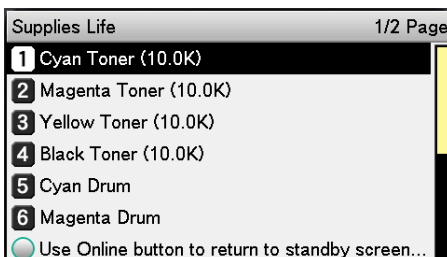 Supplies Life 1/2 Page
1 Cyan Toner (10.0K)
2 Magenta Toner (10.0K)
3 Yellow Toner (10.0K)
4 Black Toner (10.0K)
5 Cyan Drum
6 Magenta Drum
Use Online button to return to standby screen...